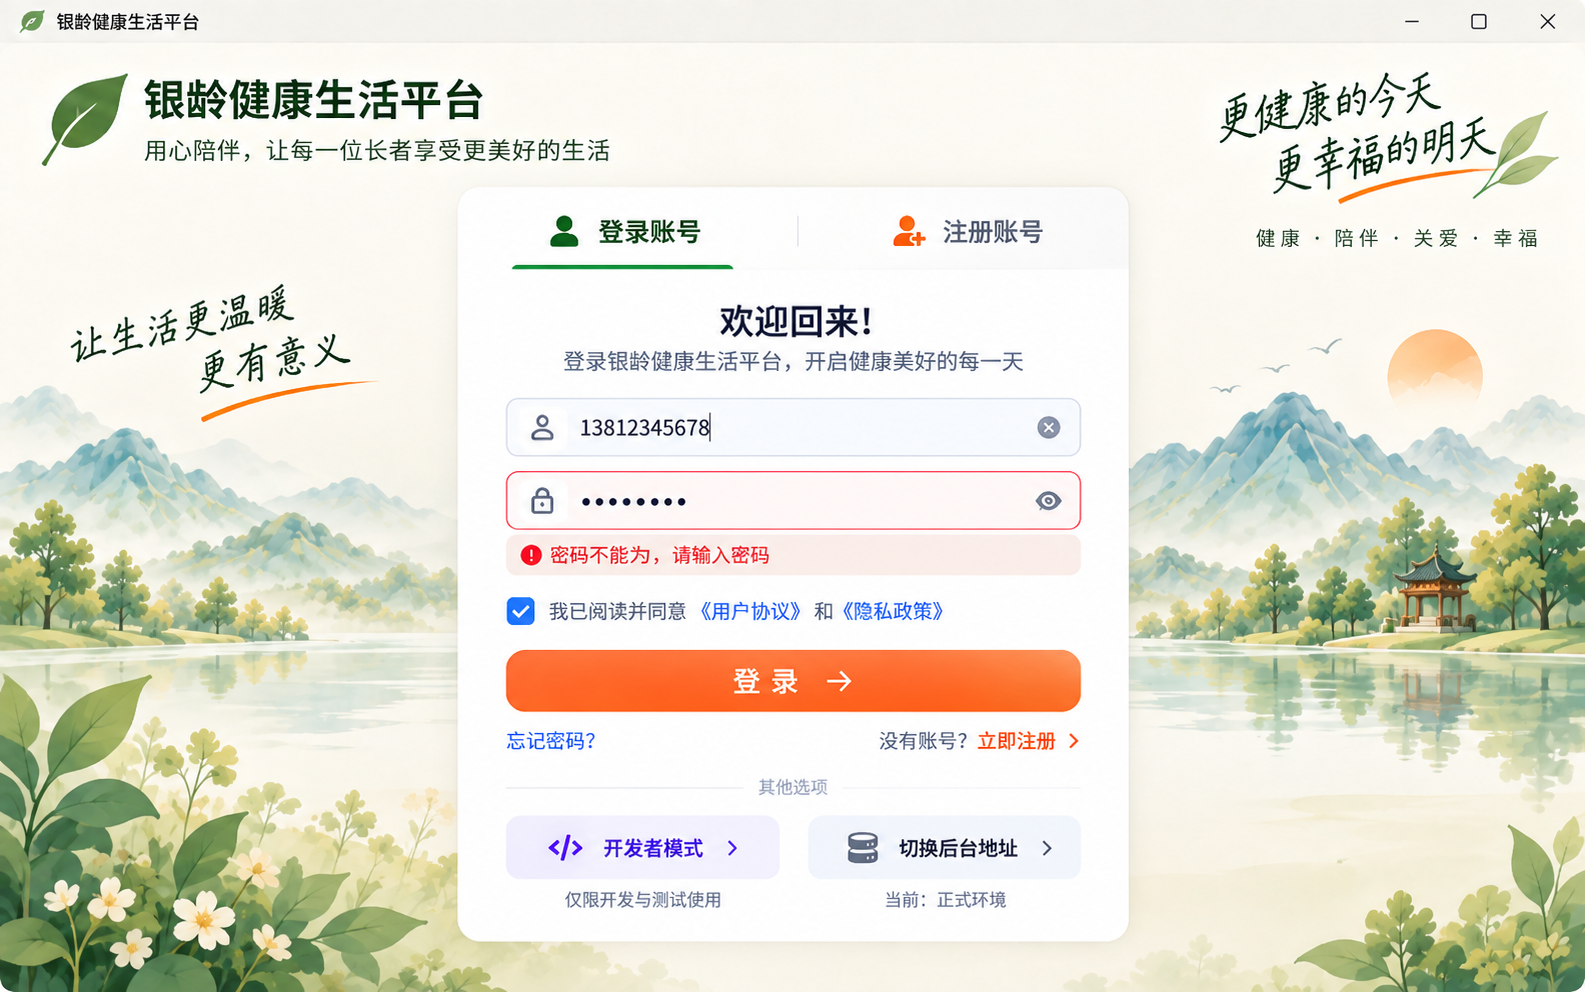 银龄健康生活平台
银龄健康生活平台
用心陪伴，让每一位长者享受更美好的生活
更健康的今天
更幸福的明天
健康 · 陪伴 · 关爱 · 幸福
让生活更温暖
更有意义
登录账号
注册账号
欢迎回来!
登录银龄健康生活平台，开启健康美好的每一天
13812345678
••••••••
密码不能为，请输入密码
我已阅读并同意 《用户协议》 和《隐私政策》
登录 →
忘记密码?
没有账号? 立即注册 >
其他选项
</> 开发者模式 >
切换后台地址 >
仅限开发与测试使用
当前：正式环境